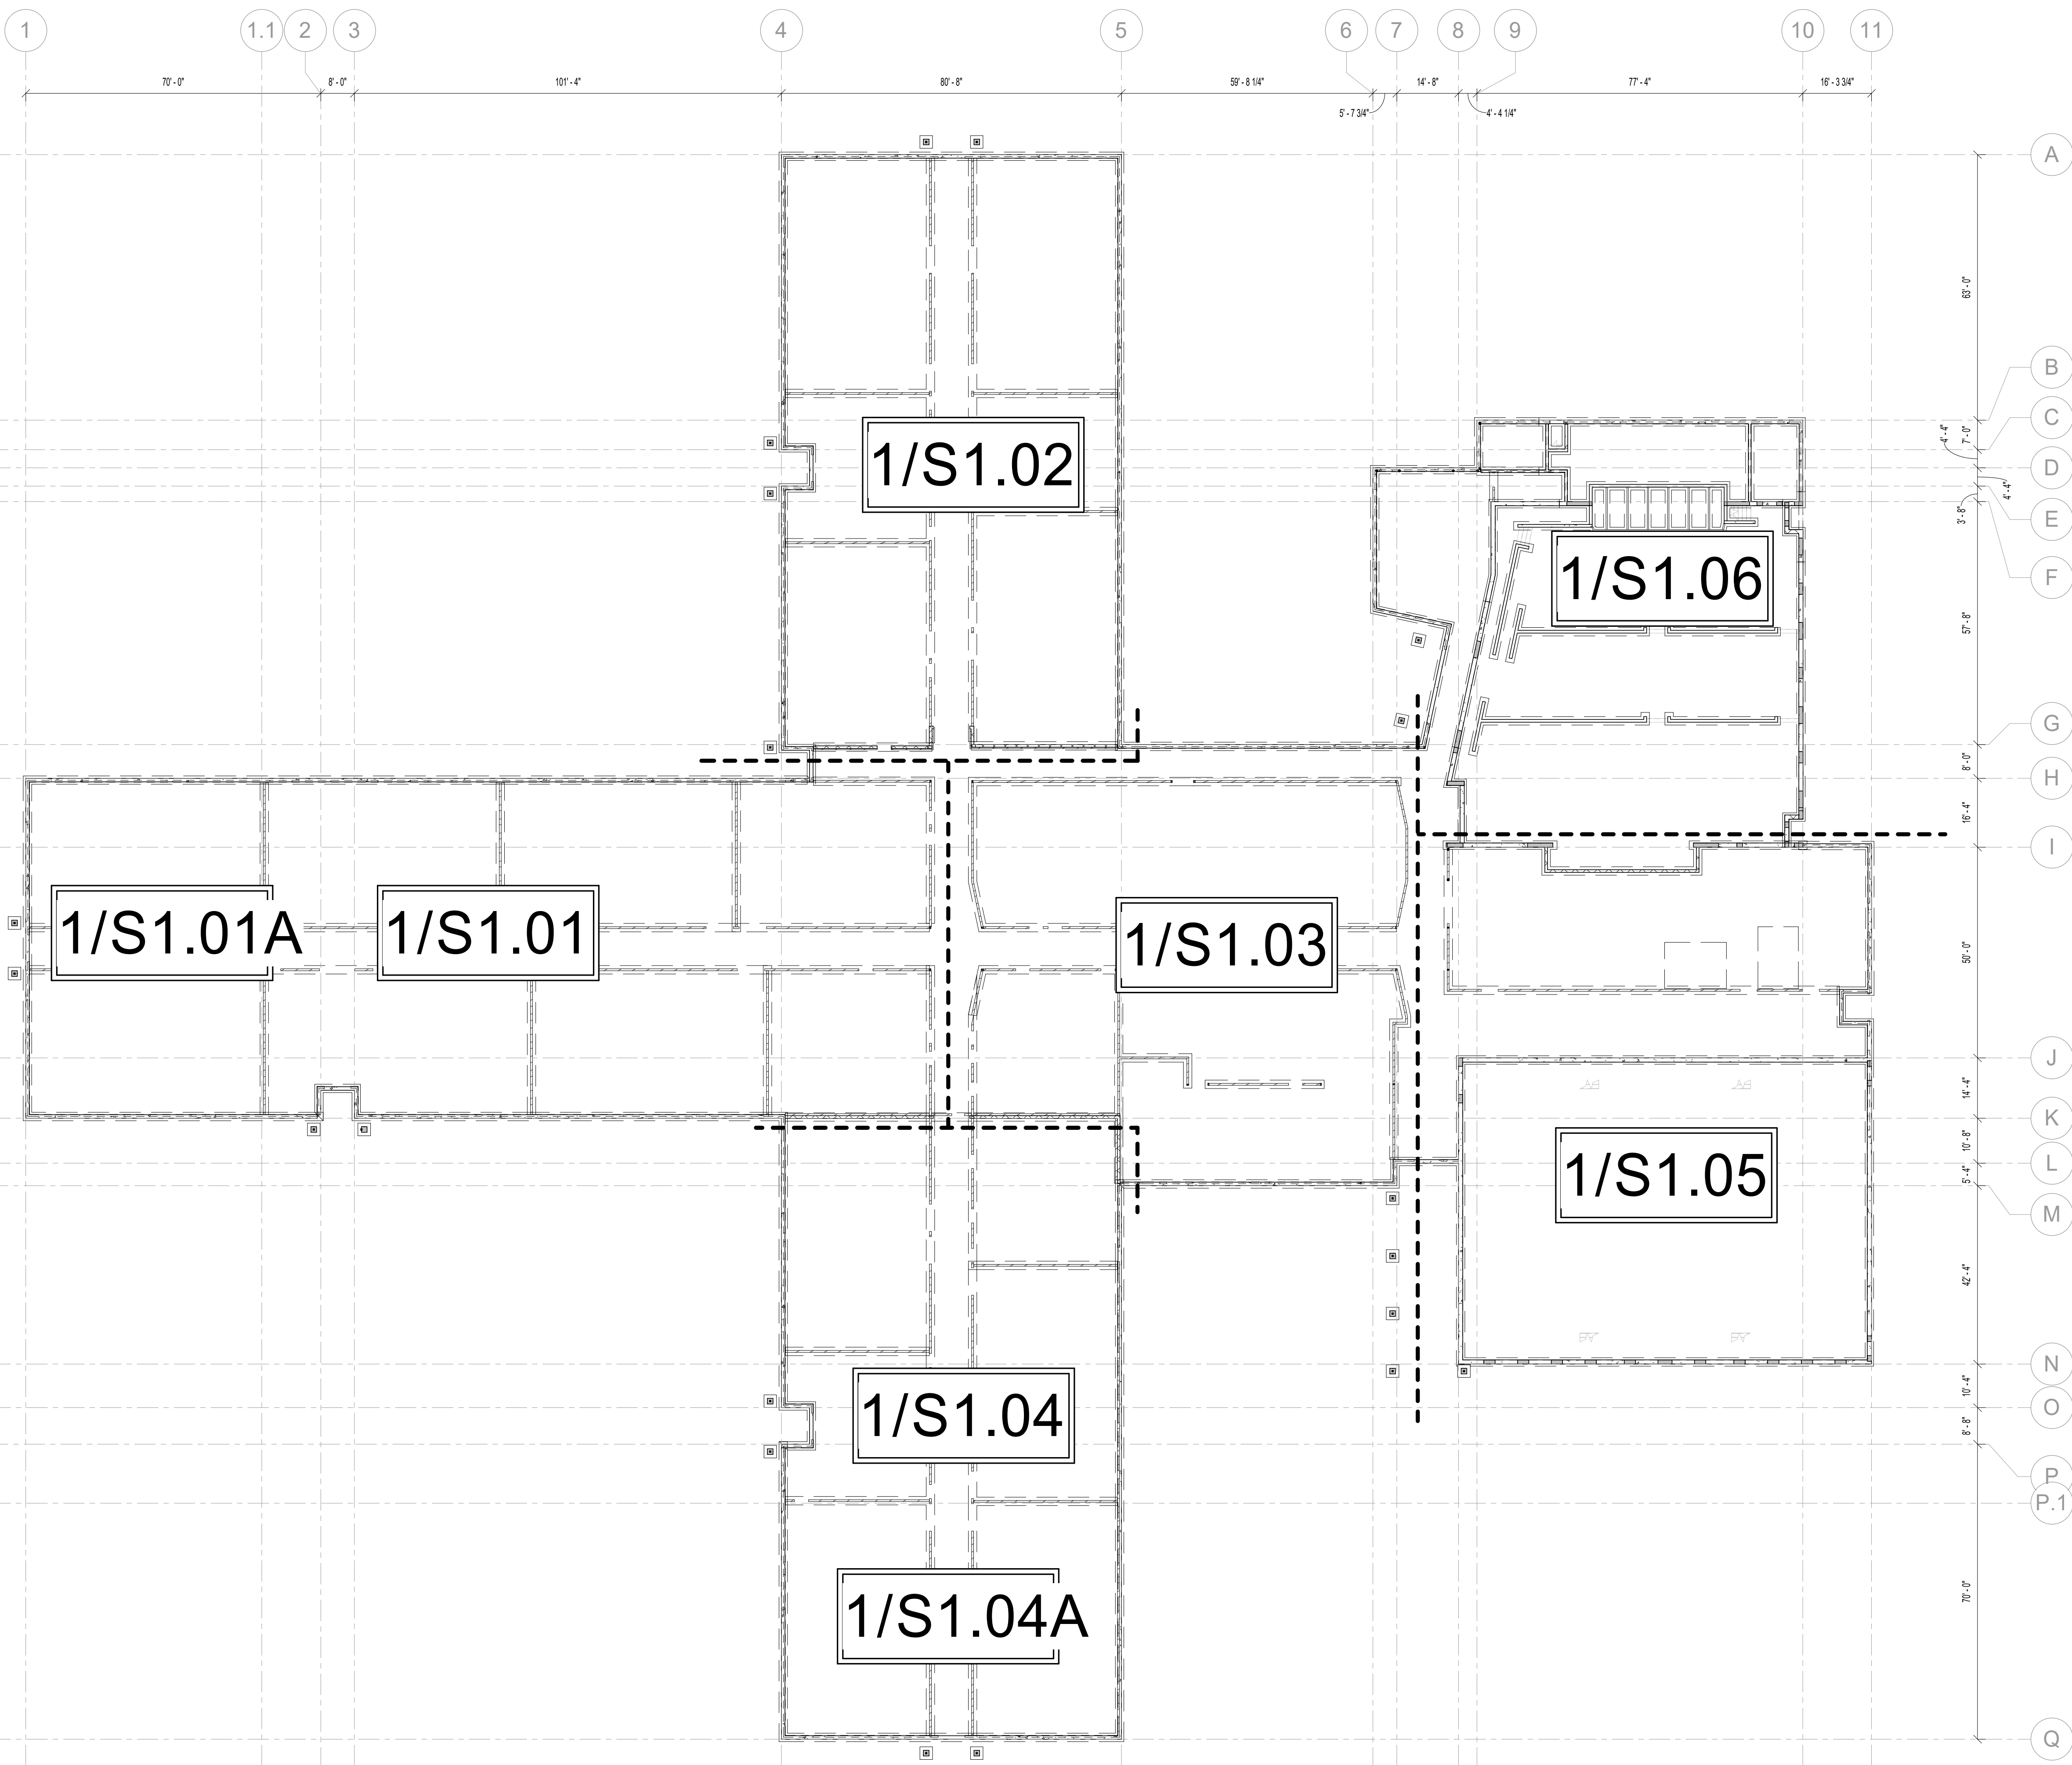 1 1.1 2 3 4 5 6 7 8 9 10 11
70' - 0" 8' - 0" 101' - 4" 80' - 8" 59' - 8 1/4" 14' - 8" 77' - 4" 16' - 3 3/4"
5' - 7 3/4" 4' - 4 1/4"
A
63' - 0"
B
C
7' - 0"
4' - 4"
D
4' - 4"
E
3' - 8"
F
1/S1.02
1/S1.06
57' - 8"
G
8' - 0"
H
16' - 4"
I
1/S1.01A
1/S1.01
1/S1.03
50' - 0"
J
14' - 4"
K
10' - 8"
L
5' - 4"
M
1/S1.05
42' - 4"
N
10' - 4"
O
8' - 8"
1/S1.04
P
P.1
1/S1.04A
70' - 0"
Q